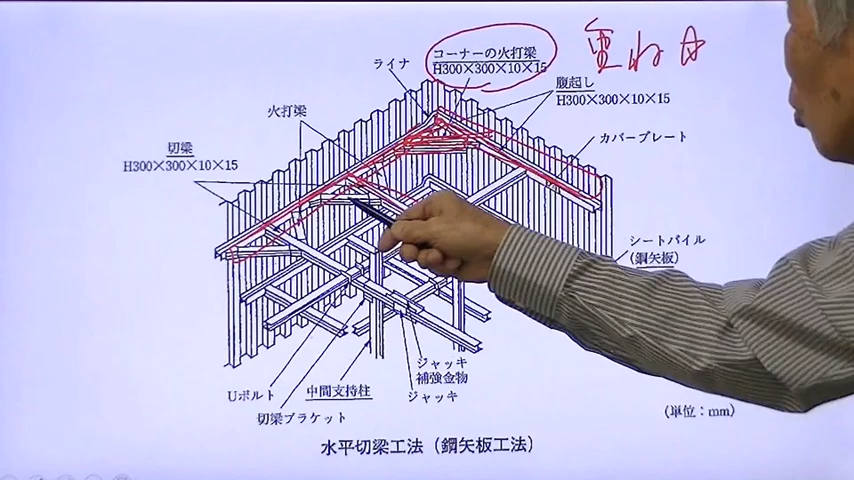 コーナーの火打梁
H300×300×10×15
重ね
ライナ
腹起し
H300×300×10×15
火打梁
カバープレート
切梁
H300×300×10×15
シートパイル
(鋼矢板)
ジャッキ
補強金物
Uボルト
中間支持柱
ジャッキ
切梁ブラケット
(単位：mm)
水平切梁工法（鋼矢板工法）